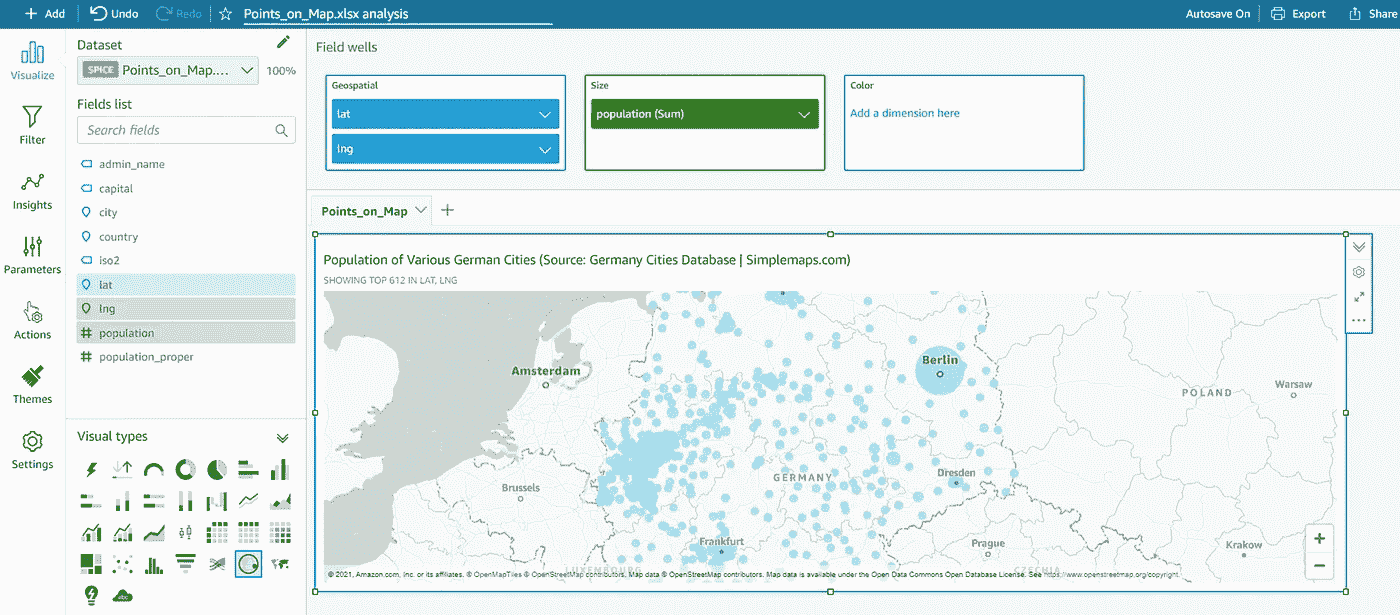 Add
Undo
Redo
Points_on_Map.xlsx analysis
Autosave On
Export
Share
Visualize
Filter
Insights
Parameters
Actions
Themes
Settings
Dataset
SPICE Points_on_Map.... 100%
Fields list
Search fields
admin_name
capital
city
country
iso2
lat
lng
population
population_proper
Visual types
abc
Field wells
Geospatial
lat
lng
Size
population (Sum)
Color
Add a dimension here
Points_on_Map
Population of Various German Cities (Source: Germany Cities Database | Simplemaps.com)
SHOWING TOP 612 IN LAT, LNG
Amsterdam
Berlin
POLAND
Warsaw
Brussels
GERMANY
Dresden
Frankfurt
Prague
Krakow
LUXEMBOURG
CZECHIA
© 2021, Amazon.com, Inc. or its affiliates. © OpenMapTiles © OpenStreetMap contributors. Map data © OpenStreetMap contributors. Map data is available under the Open Data Commons Open Database License. See https://www.openstreetmap.org/copyright.